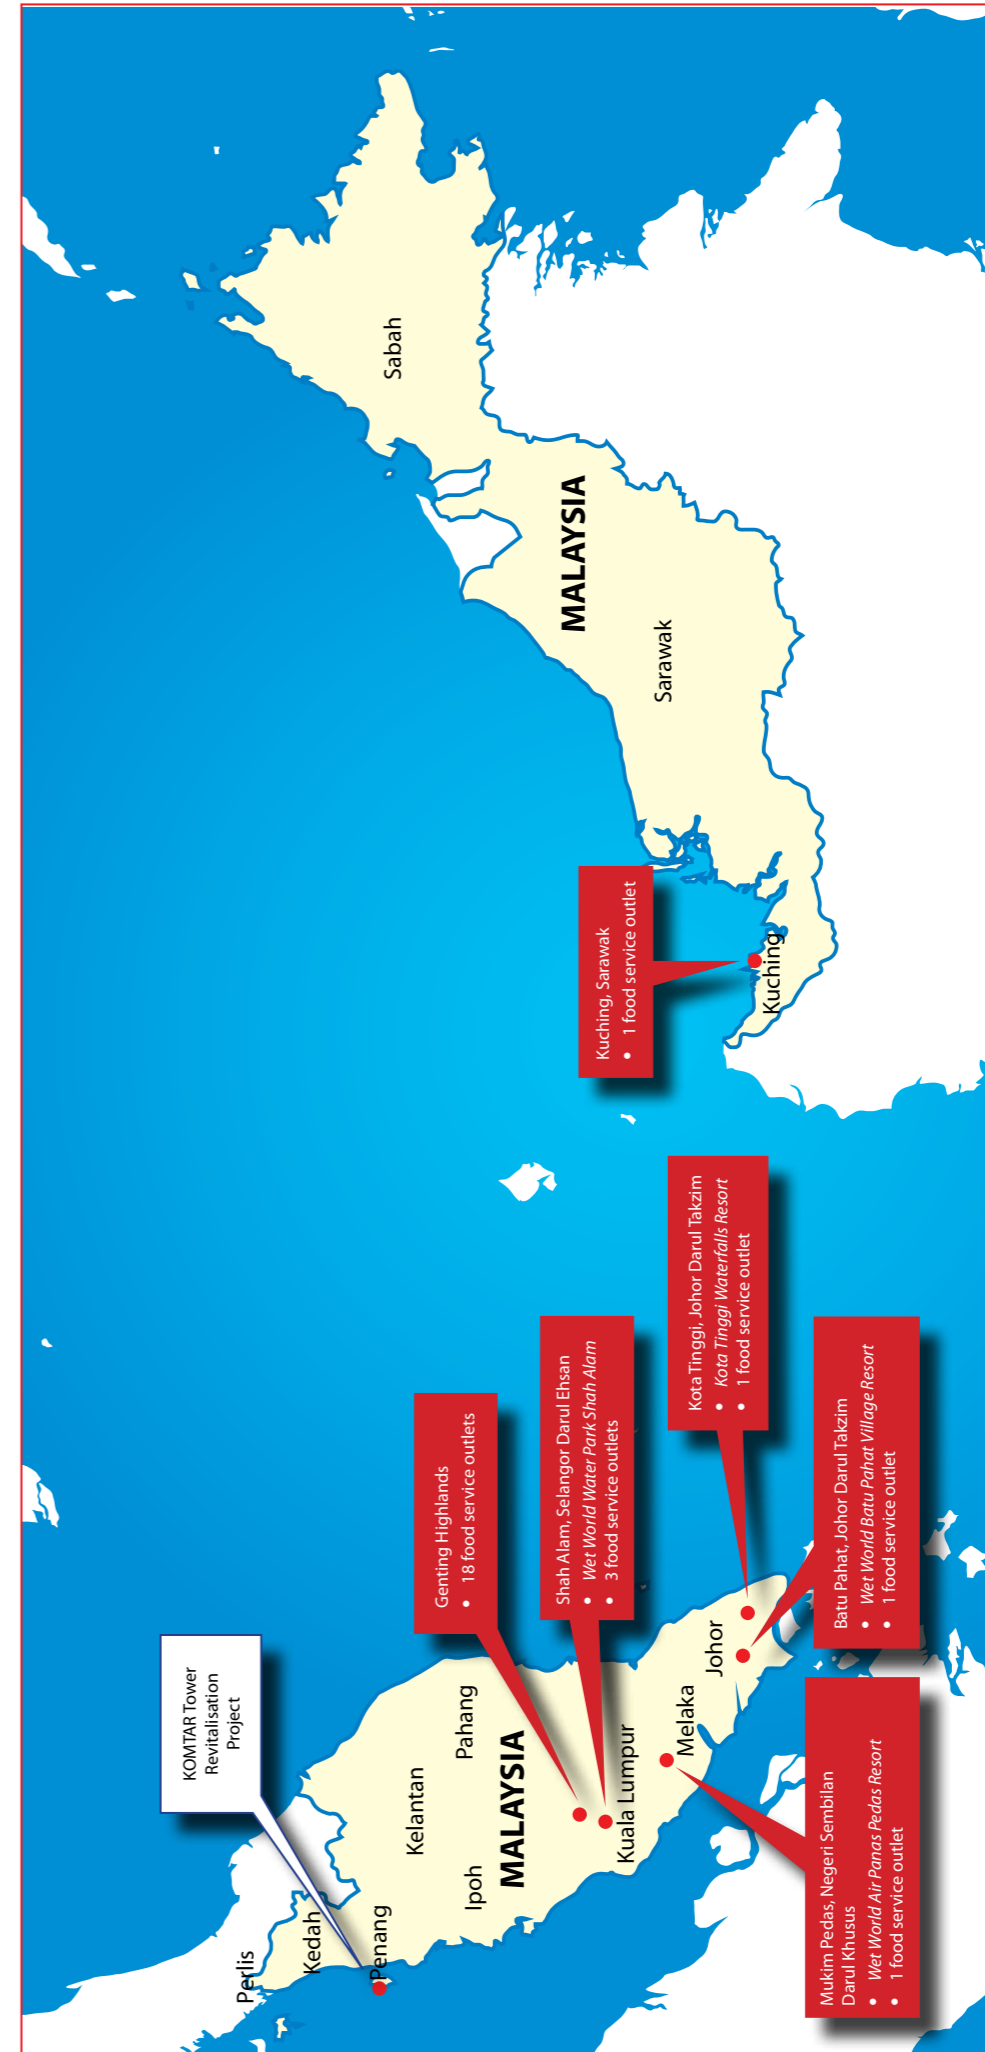 KOMTAR Tower
Revitalisation
Project
Perlis
Kedah
Penang
Kelantan
Ipoh
Pahang
MALAYSIA
Kuala Lumpur
Melaka
Johor
Genting Highlands
• 18 food service outlets
Shah Alam, Selangor Darul Ehsan
• Wet World Water Park Shah Alam
• 3 food service outlets
Kota Tinggi, Johor Darul Takzim
• Kota Tinggi Waterfalls Resort
• 1 food service outlet
Batu Pahat, Johor Darul Takzim
• Wet World Batu Pahat Village Resort
• 1 food service outlet
Mukim Pedas, Negeri Sembilan
Darul Khusus
• Wet World Air Panas Pedas Resort
• 1 food service outlet
Kuching, Sarawak
• 1 food service outlet
Kuching
Sarawak
MALAYSIA
Sabah